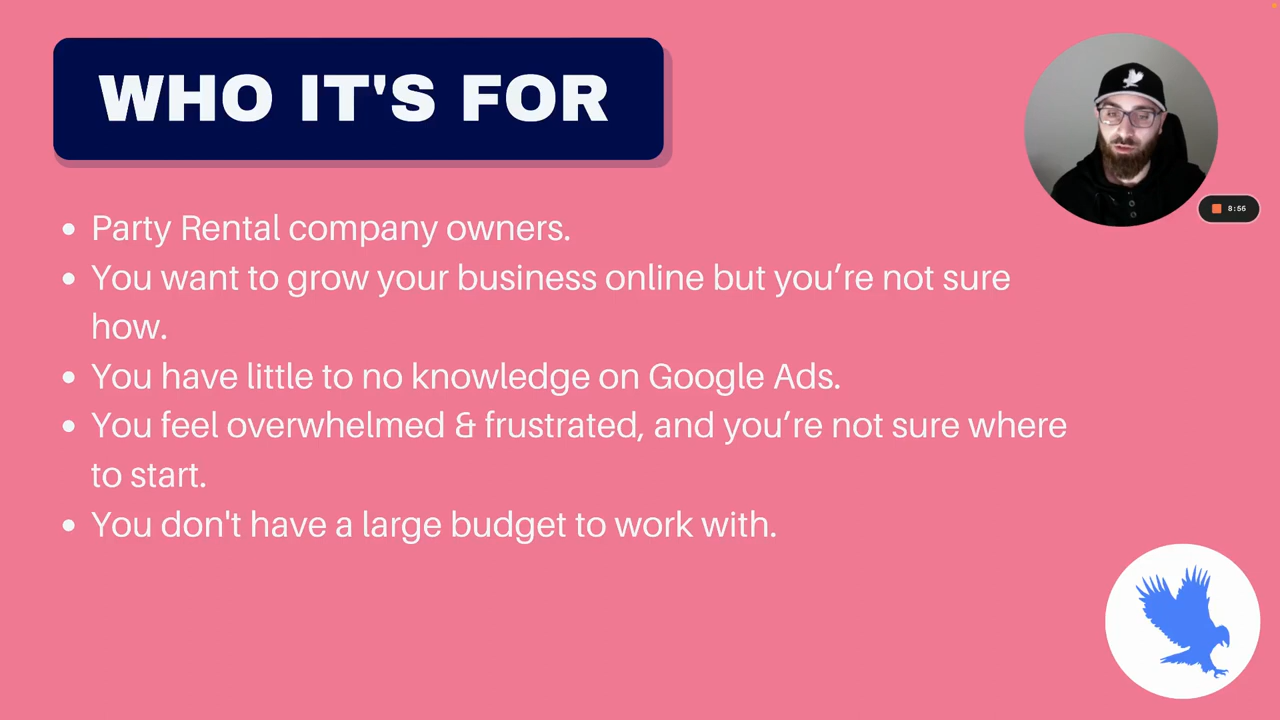 WHO IT'S FOR
Party Rental company owners.
You want to grow your business online but you’re not sure
how.
You have little to no knowledge on Google Ads.
You feel overwhelmed & frustrated, and you’re not sure where
to start.
You don't have a large budget to work with.
8:56